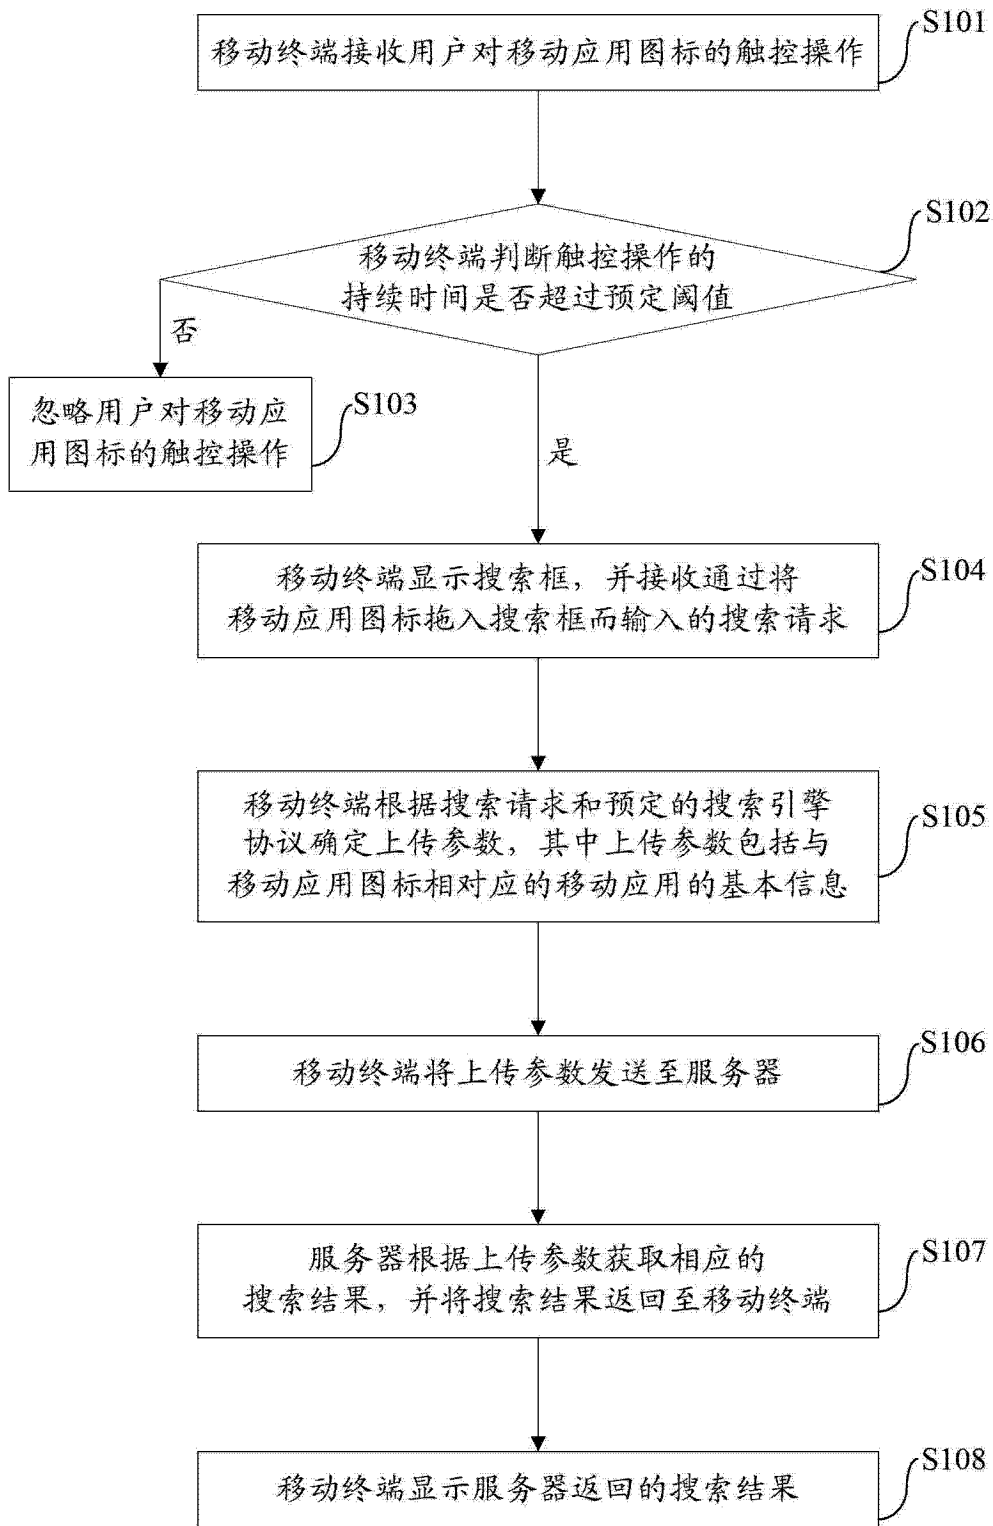 移动终端接收用户对移动应用图标的触控操作
S101
移动终端判断触控操作的
持续时间是否超过预定阈值
S102
否
忽略用户对移动应
用图标的触控操作
S103
是
移动终端显示搜索框，并接收通过将
移动应用图标拖入搜索框而输入的搜索请求
S104
移动终端根据搜索请求和预定的搜索引擎
协议确定上传参数，其中上传参数包括与
移动应用图标相对应的移动应用的基本信息
S105
移动终端将上传参数发送至服务器
S106
服务器根据上传参数获取相应的
搜索结果，并将搜索结果返回至移动终端
S107
移动终端显示服务器返回的搜索结果
S108